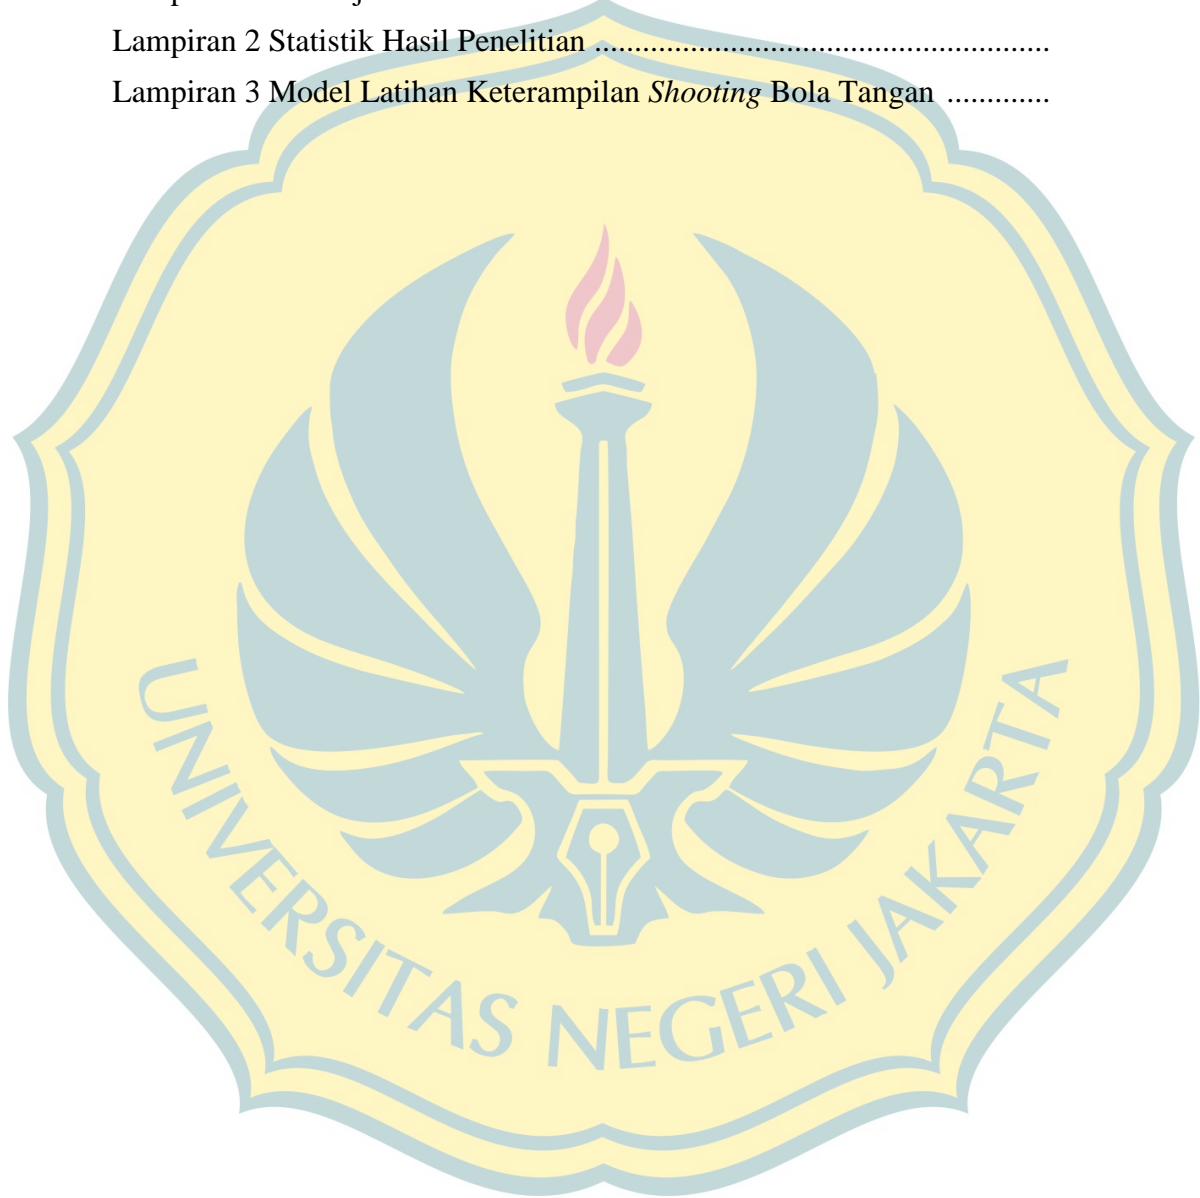 Lampiran 2 Statistik Hasil Penelitian .........................................................
Lampiran 3 Model Latihan Keterampilan Shooting Bola Tangan .............
UNIVERSITAS NEGERI JAKARTA